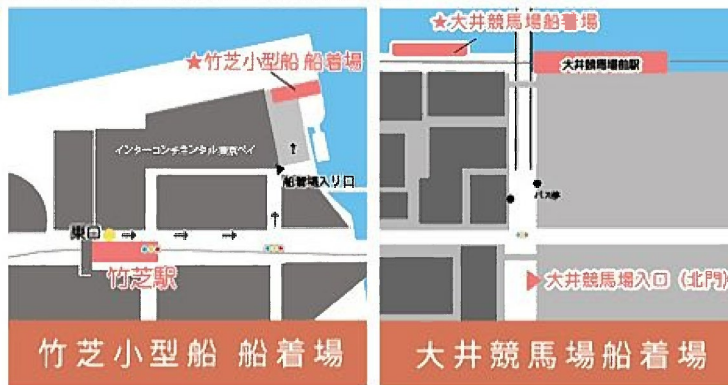 ★竹芝小型船 船着場
インターコンチネンタル東京ベイ
船着場入り口
東口
竹芝駅
竹芝小型船 船着場
★大井競馬場船着場
大井競馬場前駅
バス停
大井競馬場入口(北門)
大井競馬場船着場